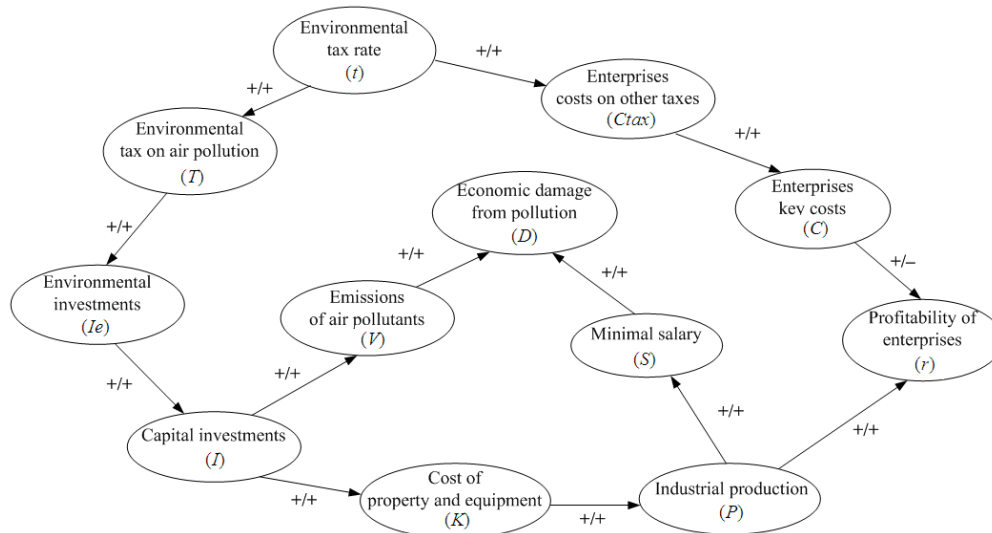 Environmental
tax rate
(t)
+/+
+/+
Enterprises
costs on other taxes
(Ctax)
Environmental
tax on air pollution
(T)
+/+
Economic damage
from pollution
(D)
Enterprises
kev costs
(C)
+/+
+/+
+/+
+/–
Environmental
investments
(Ie)
Emissions
of air pollutants
(V)
Minimal salary
(S)
Profitability of
enterprises
(r)
+/+
+/+
+/+
+/+
Capital investments
(I)
+/+
Cost of
property and equipment
(K)
+/+
Industrial production
(P)